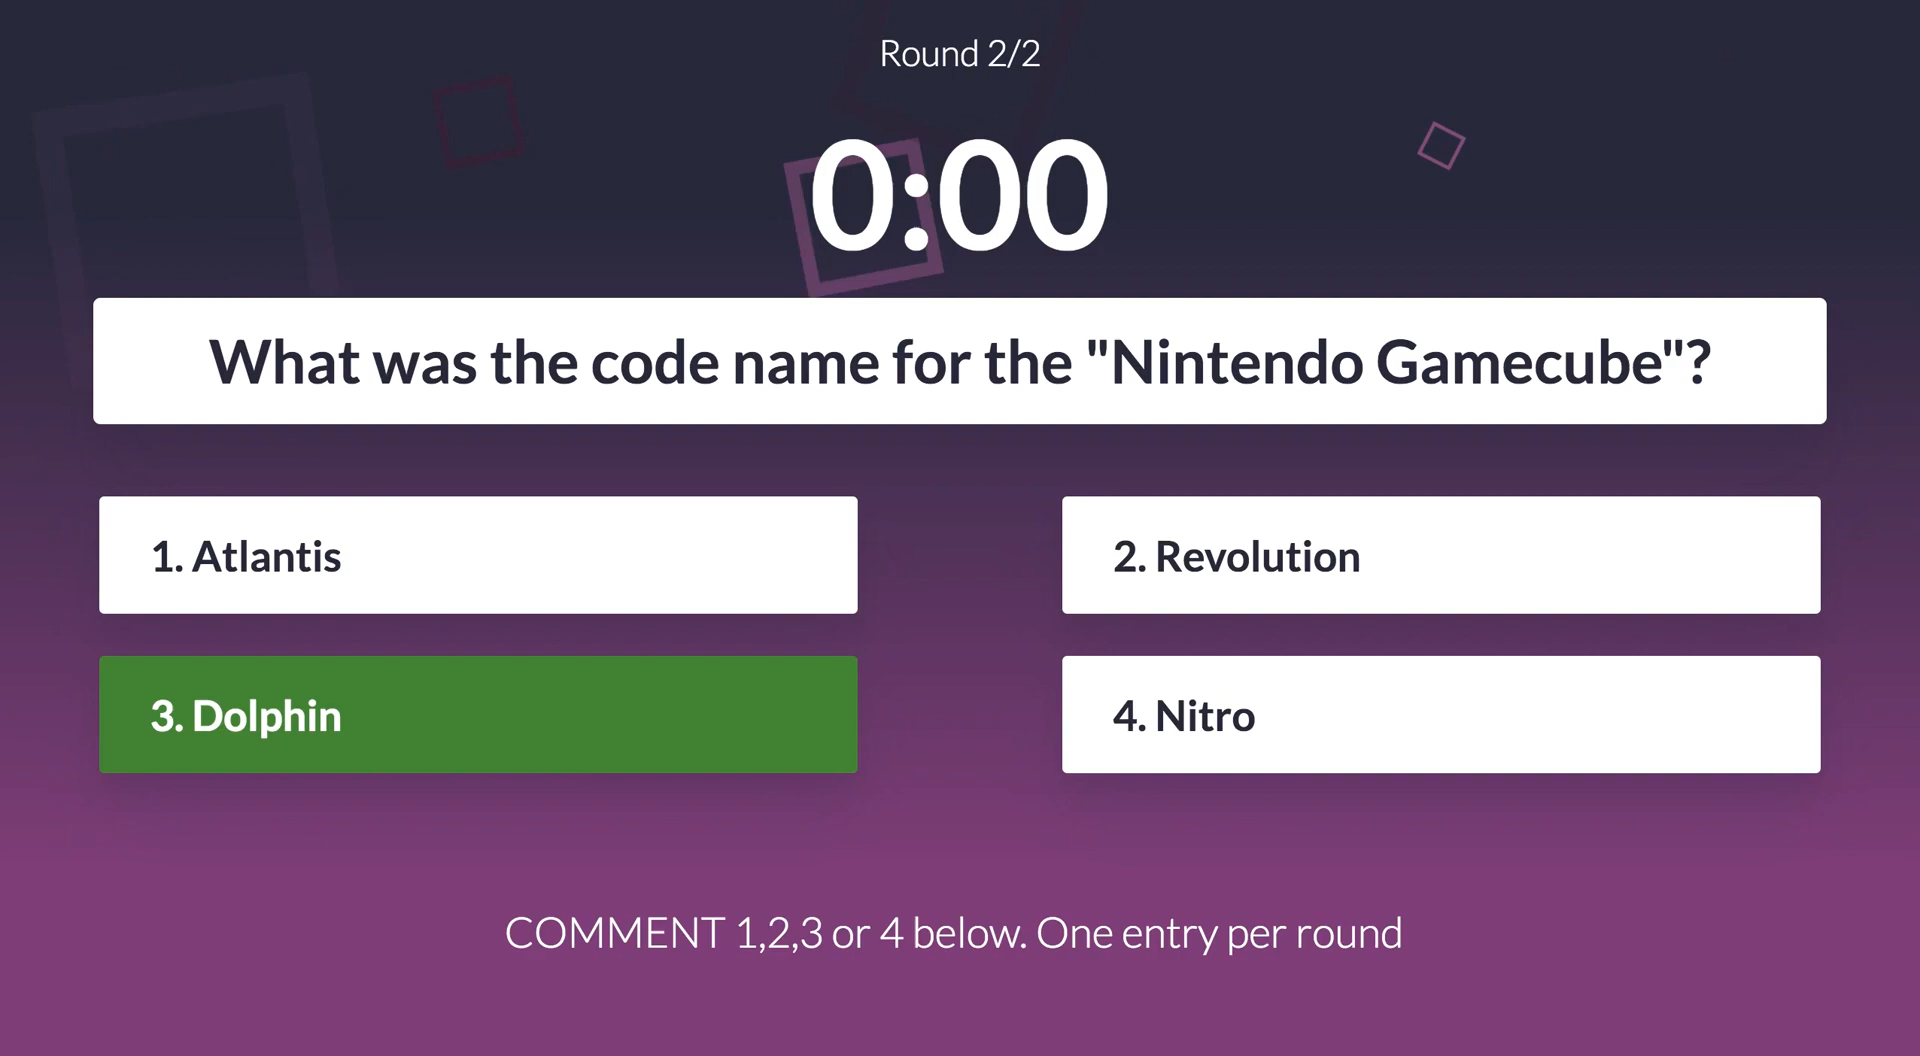 Round 2/2
0:00
What was the code name for the "Nintendo Gamecube"?
1. Atlantis
2. Revolution
3. Dolphin
4. Nitro
COMMENT 1,2,3 or 4 below. One entry per round